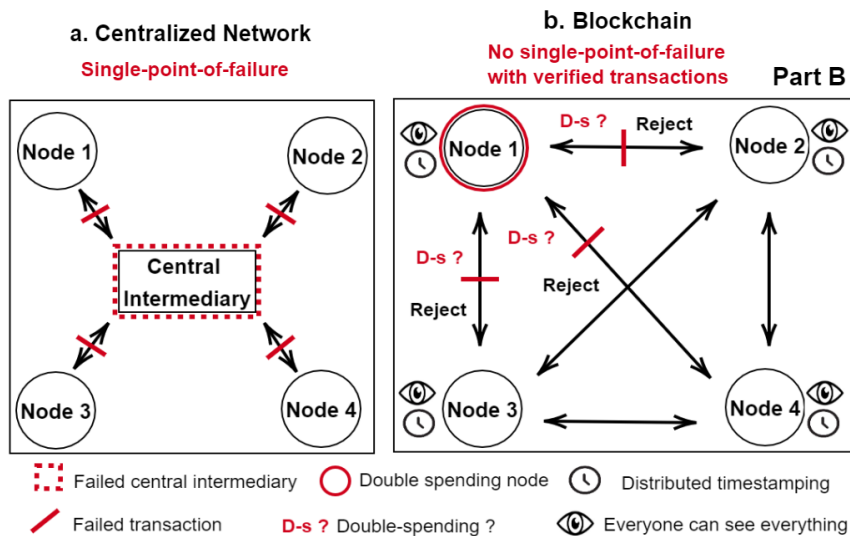 a. Centralized Network
Single-point-of-failure
b. Blockchain
No single-point-of-failure
with verified transactions
Part B
Node 1
Node 2
Central
Intermediary
Node 3
Node 4
Node 1
D-s ?
Reject
Node 2
D-s ?
D-s ?
Reject
Reject
Node 3
Node 4
Failed central intermediary
Double spending node
Distributed timestamping
Failed transaction
D-s ? Double-spending ?
Everyone can see everything